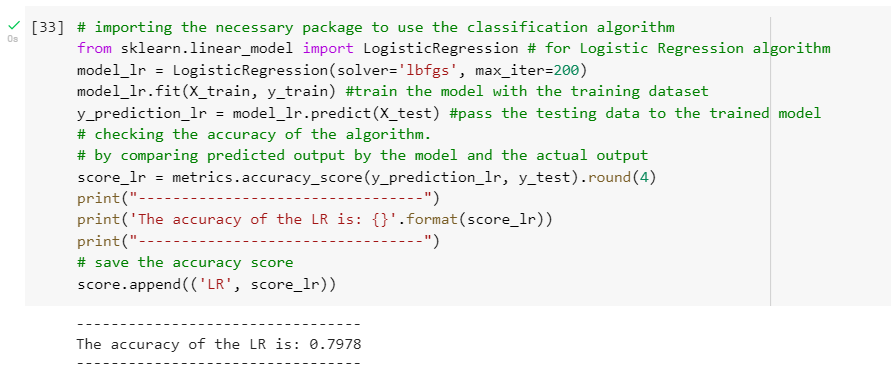 [33] # importing the necessary package to use the classification algorithm
0s
from sklearn.linear_model import LogisticRegression # for Logistic Regression algorithm
model_lr = LogisticRegression(solver='lbfgs', max_iter=200)
model_lr.fit(X_train, y_train) #train the model with the training dataset
y_prediction_lr = model_lr.predict(X_test) #pass the testing data to the trained model
# checking the accuracy of the algorithm.
# by comparing predicted output by the model and the actual output
score_lr = metrics.accuracy_score(y_prediction_lr, y_test).round(4)
print("---------------------------------")
print('The accuracy of the LR is: {}'.format(score_lr))
print("---------------------------------")
# save the accuracy score
score.append(('LR', score_lr))
---------------------------------
The accuracy of the LR is: 0.7978
---------------------------------